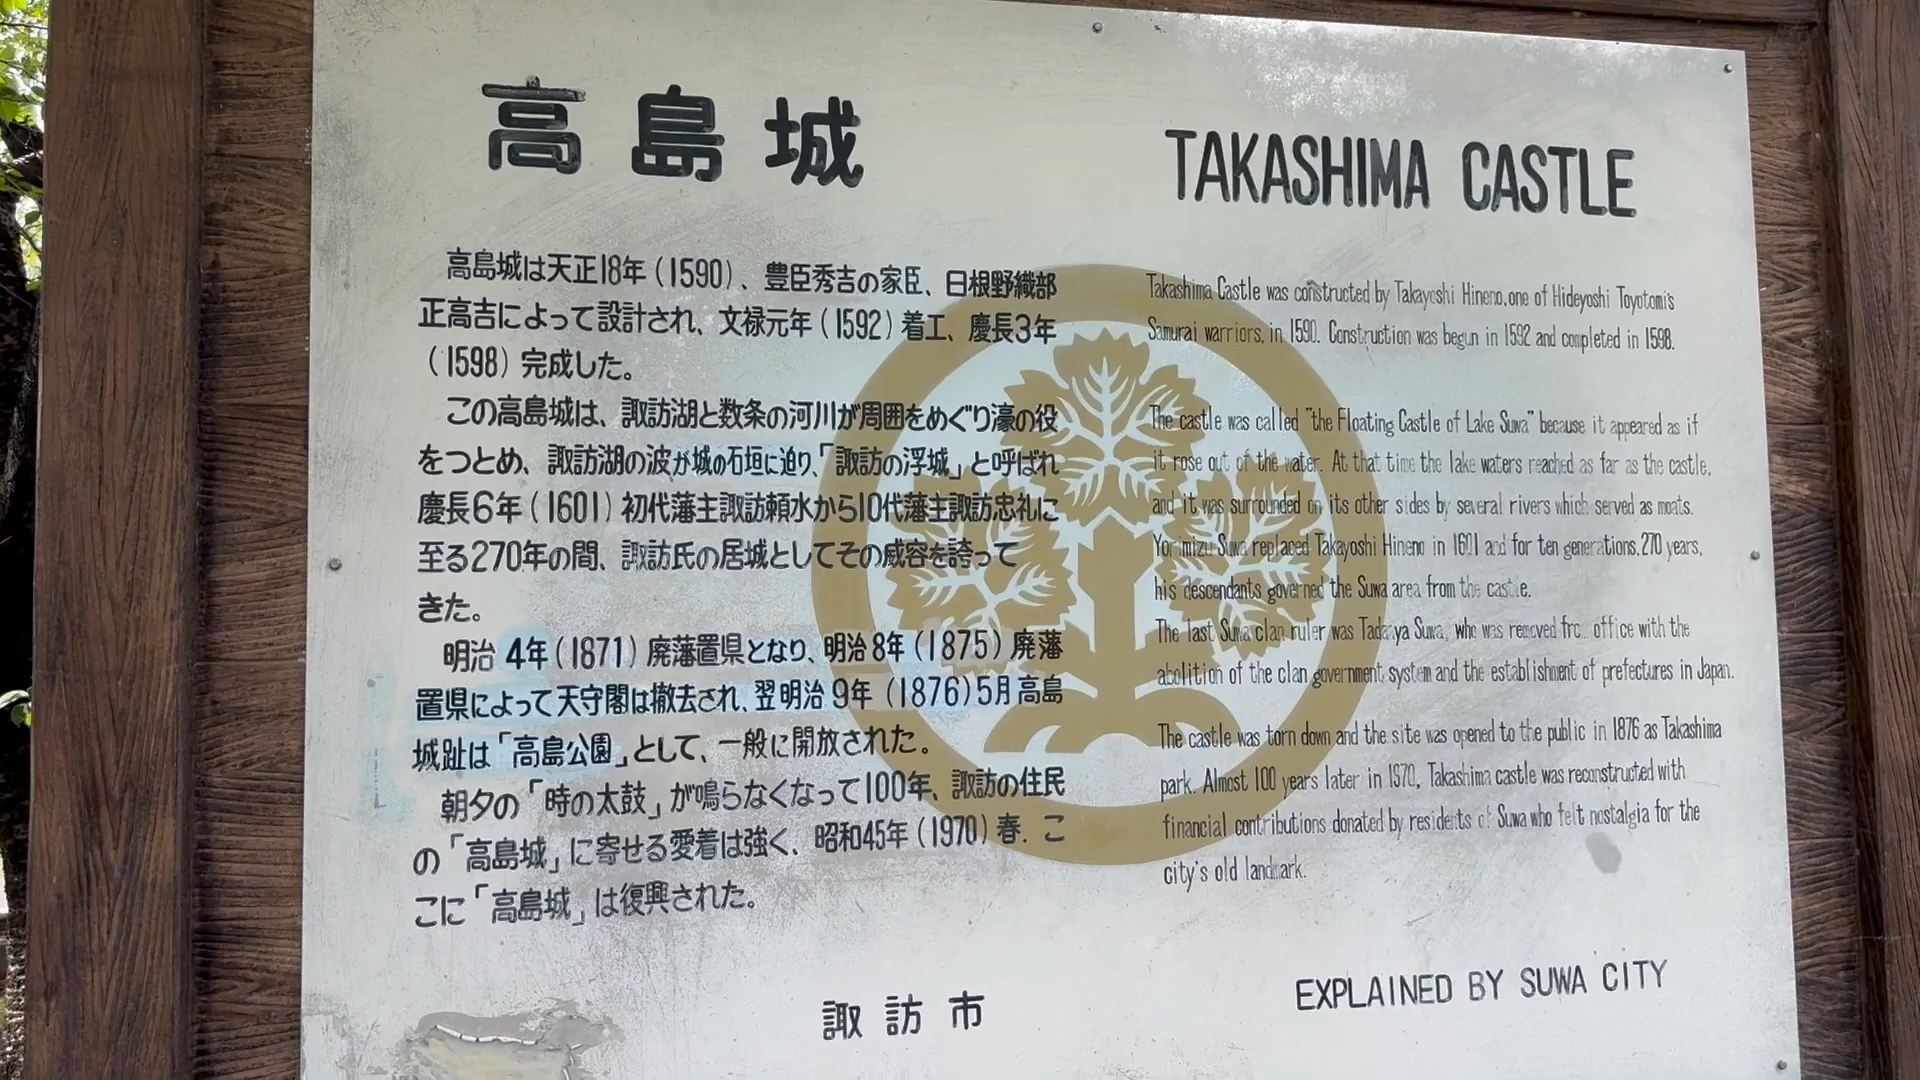 高島城
高島城は天正18年(1590)、豊臣秀吉の家臣、日根野織部
正高吉によって設計され、文禄元年(1592)着工、慶長3年
(1598)完成した。
この高島城は、諏訪湖と数条の河川が周囲をめぐり濠の役
をつとめ、諏訪湖の波が城の石垣に迫り、「諏訪の浮城」と呼ばれ
慶長6年(1601)初代藩主諏訪頼水から10代藩主諏訪忠礼に
至る270年の間、諏訪氏の居城としてその威容を誇って
きた。
明治4年(1871)廃藩置県となり、明治8年(1875)廃藩
置県によって天守閣は撤去され、翌明治9年(1876)5月高島
城趾は「高島公園」として、一般に開放された。
朝夕の「時の太鼓」が鳴らなくなって100年、諏訪の住民
の「高島城」に寄せる愛着は強く、昭和45年(1970)春.こ
こに「高島城」は復興された。
諏訪市
TAKASHIMA CASTLE
Takashima Castle was constructed by Takayoshi Hineno,one of Hideyoshi Toyotomi's
Samurai warriors, in 1590. Construction was begun in 1592 and completed in 1598.
The castle was called "the Floating Castle of Lake Suwa" because it appeared as if
it rose out of the water. At that time the lake waters reached as far as the castle,
and it was surrounded on its other sides by several rivers which served as moats.
Yorimizu Suwa replaced Takayoshi Hineno in 1601 and for ten generations, 270 years,
his descendants governed the Suwa area from the castle.
The last Suwa clan ruler was Suwa, who was removed from office with the
abolition of the clan government system and the establishment of prefectures in Japan.
The castle was torn down and the site was opened to the public in 1876 as Takashima
park. Almost 100 years later in 1970, Takashima castle was reconstructed with
financial contributions donated by residents of Suwa who felt nostalgia for the
city's old landmark.
EXPLAINED BY SUWA CITY